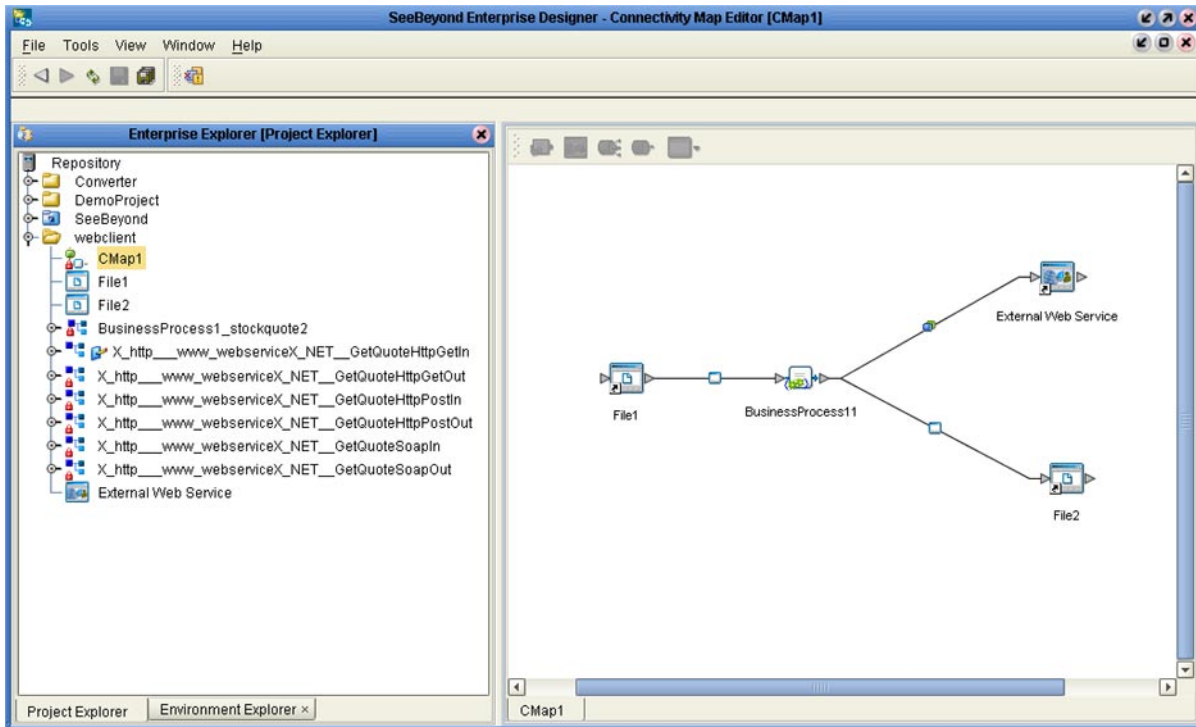 SeeBeyond Enterprise Designer - Connectivity Map Editor [CMap1]
File Tools View Window Help
Enterprise Explorer [Project Explorer]
Repository
Converter
DemoProject
SeeBeyond
webclient
CMap1
File1
File2
BusinessProcess1_stockquote2
X_http___www_webserviceX_NET__GetQuoteHttpGetIn
X_http___www_webserviceX_NET__GetQuoteHttpGetOut
X_http___www_webserviceX_NET__GetQuoteHttpPostIn
X_http___www_webserviceX_NET__GetQuoteHttpPostOut
X_http___www_webserviceX_NET__GetQuoteSoapIn
X_http___www_webserviceX_NET__GetQuoteSoapOut
External Web Service
Project Explorer
Environment Explorer ×
External Web Service
File1
BusinessProcess11
File2
CMap1